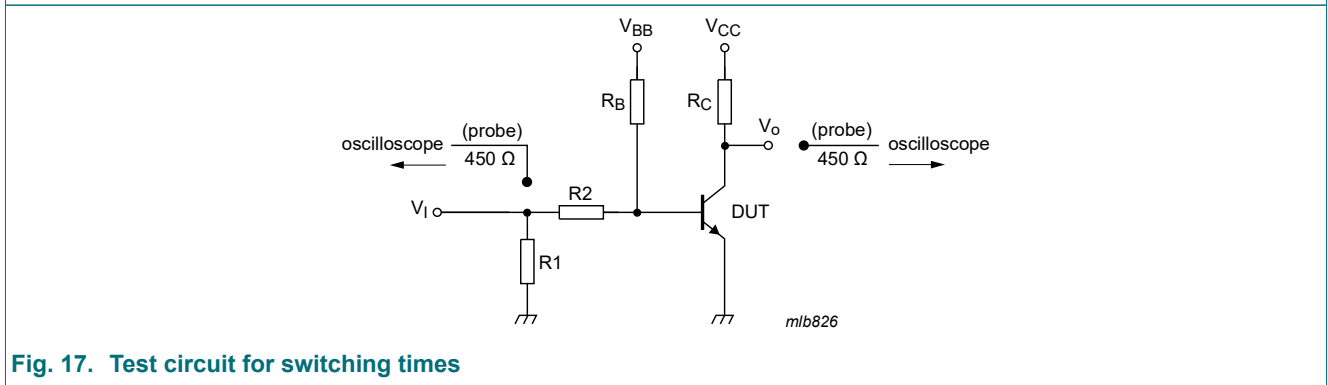 VBB
VCC
RB
RC
oscilloscope
(probe)
450 Ω
Vo
(probe)
450 Ω
oscilloscope
VI
R2
DUT
R1
mlb826
Fig. 17. Test circuit for switching times